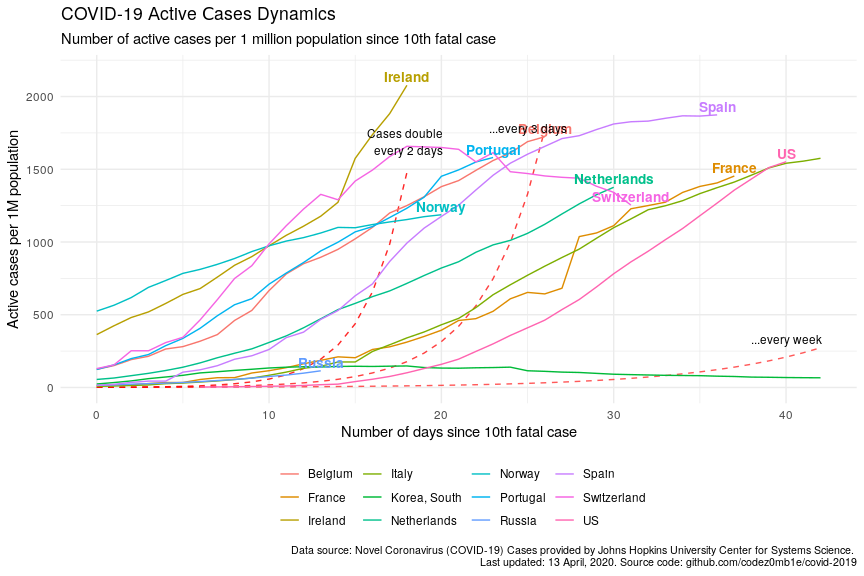 COVID-19 Active Cases Dynamics
Number of active cases per 1 million population since 10th fatal case
Active cases per 1M population
2000
1500
1000
500
0
Ireland
Spain
Cases double
every 2 days
...every 3 days
Belgium
Portugal
US
France
Netherlands
Switzerland
Norway
...every week
Russia
0
10
20
30
40
Number of days since 10th fatal case
Belgium
Italy
Norway
Spain
France
Korea, South
Portugal
Switzerland
Ireland
Netherlands
Russia
US
Data source: Novel Coronavirus (COVID-19) Cases provided by Johns Hopkins University Center for Systems Science.
Last updated: 13 April, 2020. Source code: github.com/codez0mb1e/covid-2019